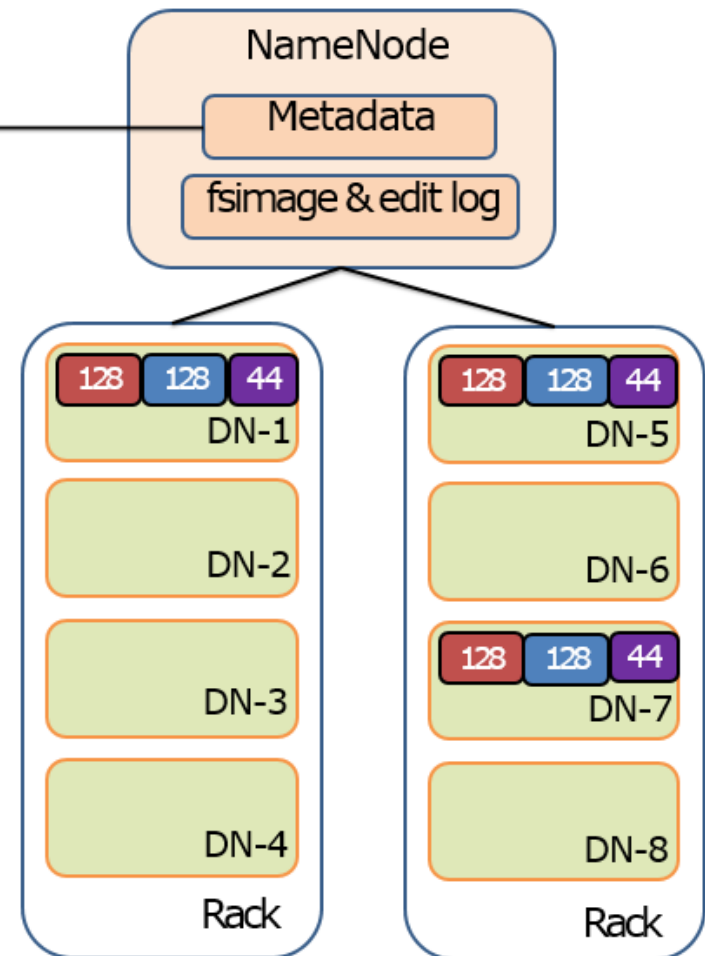 NameNode
Metadata
fsimage & edit log
128 128 44
DN-1
DN-2
DN-3
DN-4
Rack
128 128 44
DN-5
DN-6
128 128 44
DN-7
DN-8
Rack